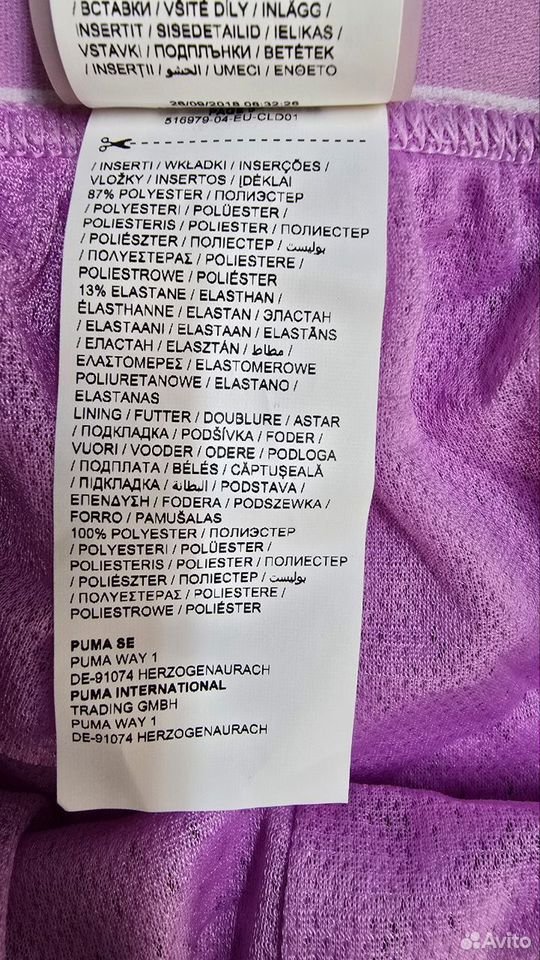 / ВСТАВКИ / VŠITÉ DÍLY / INLÄGG /
INSERTIT / SISEDETAILID / IELIKAS /
VSTAVKI / ПОДПЛЪНКИ / BETÉTEK
/ INSERȚII / الحشو / UMECI / ΕΝΘΕΤΟ
28/09/2018 08:32:26
516979-04-EU-CLD01
/ INSERTI / WKŁADKI / INSERÇÕES /
VLOŽKY / INSERTOS / ĮDĖKLAI
87% POLYESTER / ПОЛИЭСТЕР
/ POLYESTERI / POLÜESTER /
POLIESTERIS / POLIESTER / ПОЛИЕСТЕР
/ POLIÉSZTER / ПОЛІЕСТЕР / بوليستر
/ ΠΟΛΥΕΣΤΕΡΑΣ / POLIESTERE /
POLIESTROWE / POLIÉSTER
13% ELASTANE / ELASTHAN /
ÉLASTHANNE / ELASTAN / ЭЛАСТАН
/ ELASTAANI / ELASTAAN / ELASTĀNS
/ ЕЛАСТАН / ELASZTÁN / مطاط /
ΕΛΑΣΤΟΜΕΡΕΣ / ELASTOMEROWE
POLIURETANOWE / ELASTANO /
ELASTANAS
LINING / FUTTER / DOUBLURE / ASTAR
/ ПОДКЛАДКА / PODŠÍVKA / FODER /
VUORI / VOODER / ODERE / PODLOGA
/ ПОДПЛАТА / BÉLÉS / CĂPTUȘEALĂ
/ ПІДКЛАДКА / البطانة / PODSTAVA /
ΕΠΕΝΔΥΣΗ / FODERA / PODSZEWKA /
FORRO / PAMUŠALAS
100% POLYESTER / ПОЛИЭСТЕР
/ POLYESTERI / POLÜESTER /
POLIESTERIS / POLIESTER / ПОЛИЕСТЕР
/ POLIÉSZTER / ПОЛІЕСТЕР / بوليستر
/ ΠΟΛΥΕΣΤΕΡΑΣ / POLIESTERE /
POLIESTROWE / POLIÉSTER
PUMA SE
PUMA WAY 1
DE-91074 HERZOGENAURACH
PUMA INTERNATIONAL
TRADING GMBH
PUMA WAY 1
DE-91074 HERZOGENAURACH
Avito